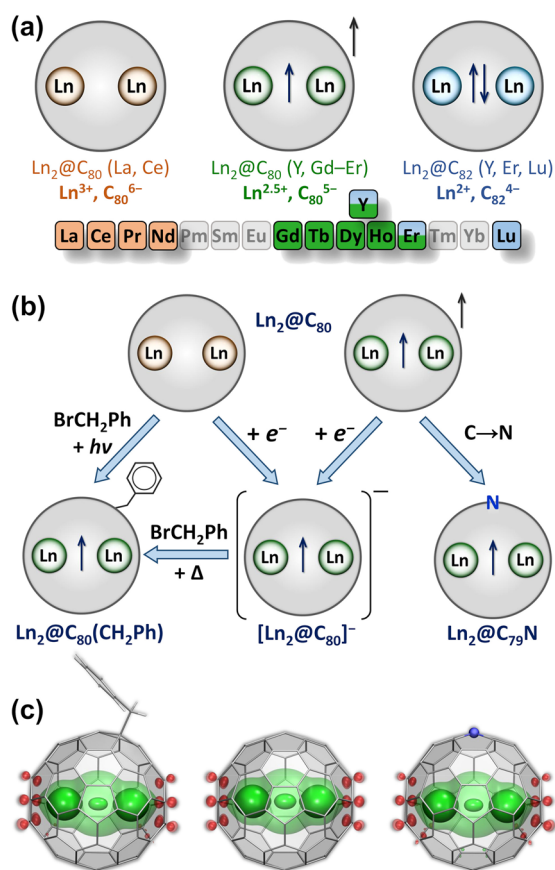 (a)
Ln Ln Ln Ln Ln Ln
Ln₂@C₈₀ (La, Ce) Ln₂@C₈₀ (Y, Gd–Er) Ln₂@C₈₂ (Y, Er, Lu)
Ln³⁺, C₈₀⁶⁻ Ln²·⁵⁺, C₈₀⁵⁻ Ln²⁺, C₈₂⁴⁻
Y
La Ce Pr Nd Pm Sm Eu Gd Tb Dy Ho Er Tm Yb Lu
(b)
Ln₂@C₈₀
Ln Ln Ln Ln
BrCH₂Ph
+ hv
+ e⁻ + e⁻ C→N
N
BrCH₂Ph
+ Δ
Ln Ln Ln Ln – Ln Ln
Ln₂@C₈₀(CH₂Ph) [Ln₂@C₈₀]⁻ Ln₂@C₇₉N
(c)